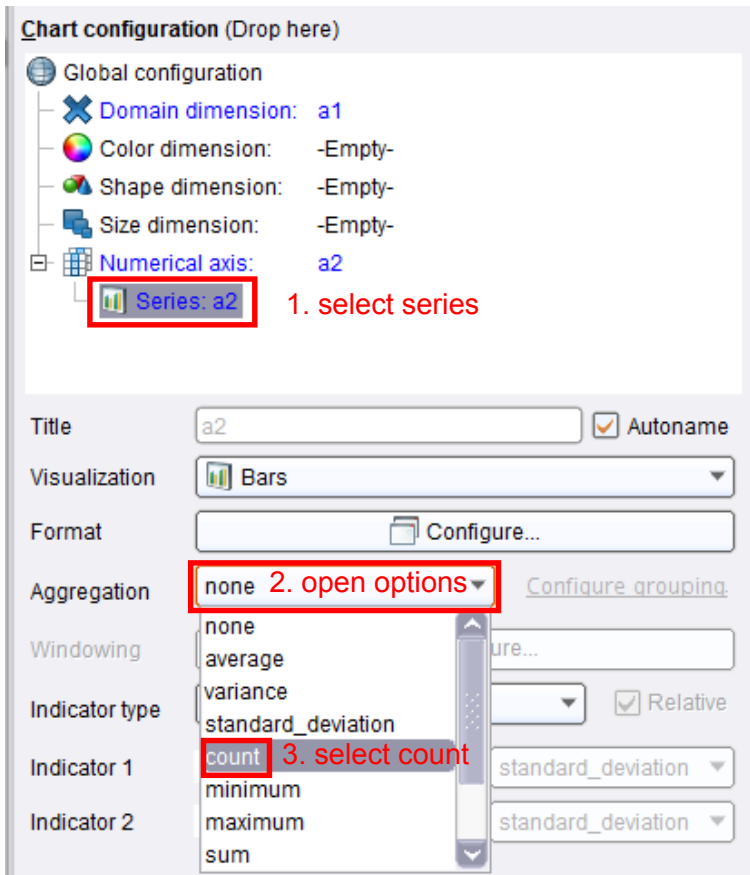 Chart configuration (Drop here)
Global configuration
Domain dimension: a1
Color dimension: -Empty-
Shape dimension: -Empty-
Size dimension: -Empty-
Numerical axis: a2
Series: a2 1. select series
Title a2 Autoname
Visualization Bars
Format Configure...
Aggregation none 2. open options Configure grouping.
none
Windowing ure...
average
variance
Indicator type Relative
standard_deviation
count 3. select count
Indicator 1 standard_deviation
minimum
Indicator 2 maximum standard_deviation
sum